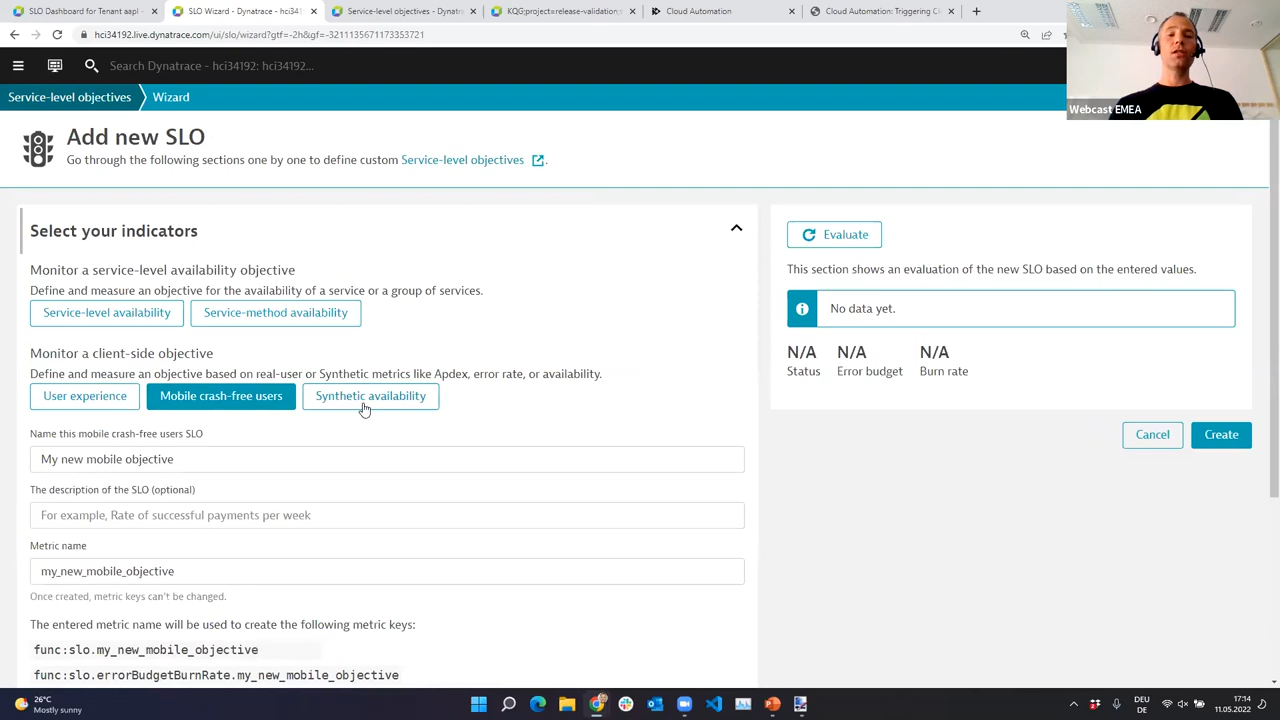 SLO Dashboard for Tenant aapl -
SLO Wizard - Dynatrace - hci34
Service-level objectives - Dynatra
KQG;project=release-validation;s
Cloud Automation
Cloud Automation: Triggering Cl
hci34192.live.dynatrace.com/ui/slo/wizard?gtf=-2h&gf=-3211135671173353721
Search Dynatrace - hci34192: hci34192...
Webcast EMEA
Service-level objectives
Wizard
Add new SLO
Go through the following sections one by one to define custom Service-level objectives .
Select your indicators
Monitor a service-level availability objective
Define and measure an objective for the availability of a service or a group of services.
Service-level availability
Service-method availability
Monitor a client-side objective
Define and measure an objective based on real-user or Synthetic metrics like Apdex, error rate, or availability.
User experience
Mobile crash-free users
Synthetic availability
Name this mobile crash-free users SLO
My new mobile objective
The description of the SLO (optional)
For example, Rate of successful payments per week
Metric name
my_new_mobile_objective
Once created, metric keys can't be changed.
The entered metric name will be used to create the following metric keys:
func:slo.my_new_mobile_objective
func:slo.errorBudgetBurnRate.my_new_mobile_objective
Evaluate
This section shows an evaluation of the new SLO based on the entered values.
No data yet.
N/A
N/A
N/A
Status
Error budget
Burn rate
Cancel
Create
26°C
Mostly sunny
DEU
DE
17:14
11.05.2022